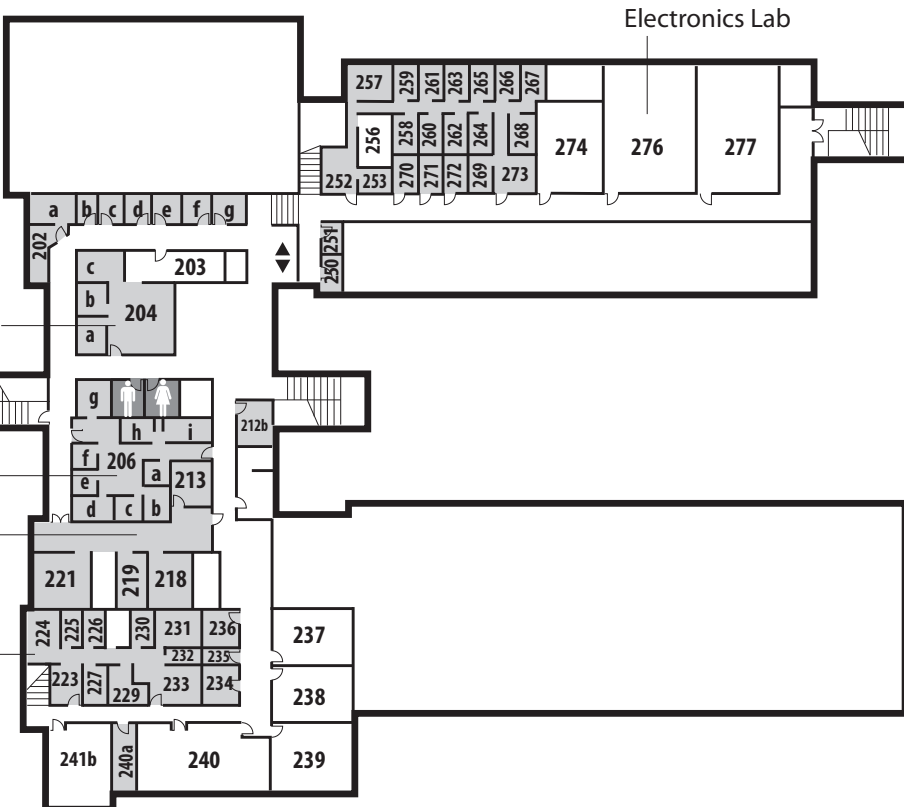 Electronics Lab
257 259 261 263 265 266 267
256 258 260 262 264 268 274 276 277
252 253 270 271 272 269 273
a b c d e f g
202 251
c 203 250
b 204
a
g
h i 212b
f 206
e a 213
d c b
221 219 218
224 225 226 230 231 236 237
232 235
223 227 229 233 234 238
241b 240a 240 239